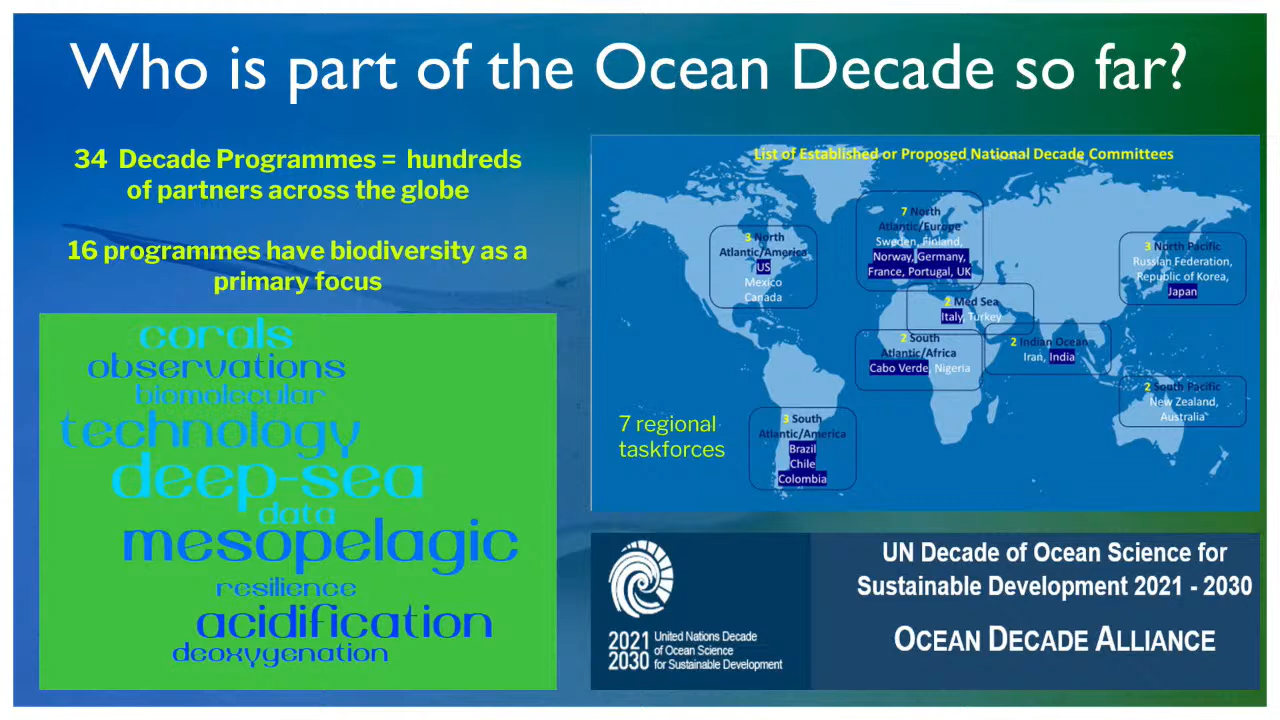 Who is part of the Ocean Decade so far?
34 Decade Programmes = hundreds
of partners across the globe
16 programmes have biodiversity as a
primary focus
corals
observations
biomolecular
technology
deep-sea
data
mesopelagic
resilience
acidification
deoxygenation
List of Established or Proposed National Decade Committees
3 North
Atlantic/America
US
Mexico
Canada
7 North
Atlantic/Europe
Sweden, Finland,
Norway, Germany,
France, Portugal, UK
3 North Pacific
Russian Federation,
Republic of Korea,
Japan
2 Med Sea
Italy, Turkey
2 South
Atlantic/Africa
Cabo Verde, Nigeria
2 Indian Ocean
Iran, India
2 South Pacific
New Zealand,
Australia
3 South
Atlantic/America
Brazil
Chile
Colombia
7 regional
taskforces
2021
2030
United Nations Decade
of Ocean Science
for Sustainable Development
UN Decade of Ocean Science for
Sustainable Development 2021 - 2030
OCEAN DECADE ALLIANCE